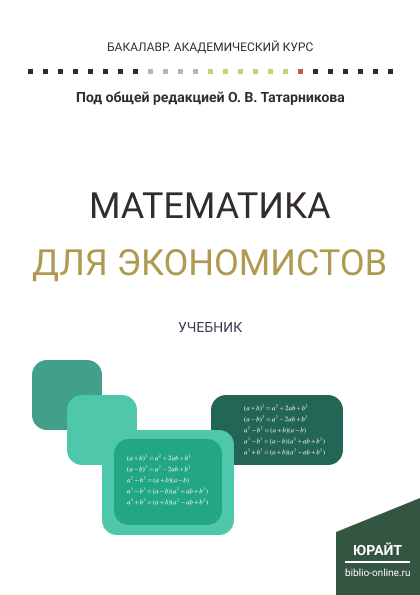 БАКАЛАВР. АКАДЕМИЧЕСКИЙ КУРС
Под общей редакцией О. В. Татарникова
МАТЕМАТИКА
ДЛЯ ЭКОНОМИСТОВ
УЧЕБНИК
(a + b)² = a² + 2ab + b²
(a − b)² = a² − 2ab + b²
a² − b² = (a + b)(a − b)
a³ − b³ = (a − b)(a² + ab + b²)
a³ + b³ = (a + b)(a² − ab + b²)
(a + b)² = a² + 2ab + b²
(a − b)² = a² − 2ab + b²
a² − b² = (a + b)(a − b)
a³ − b³ = (a − b)(a² + ab + b²)
a³ + b³ = (a + b)(a² − ab + b²)
ЮРАЙТ
biblio-online.ru